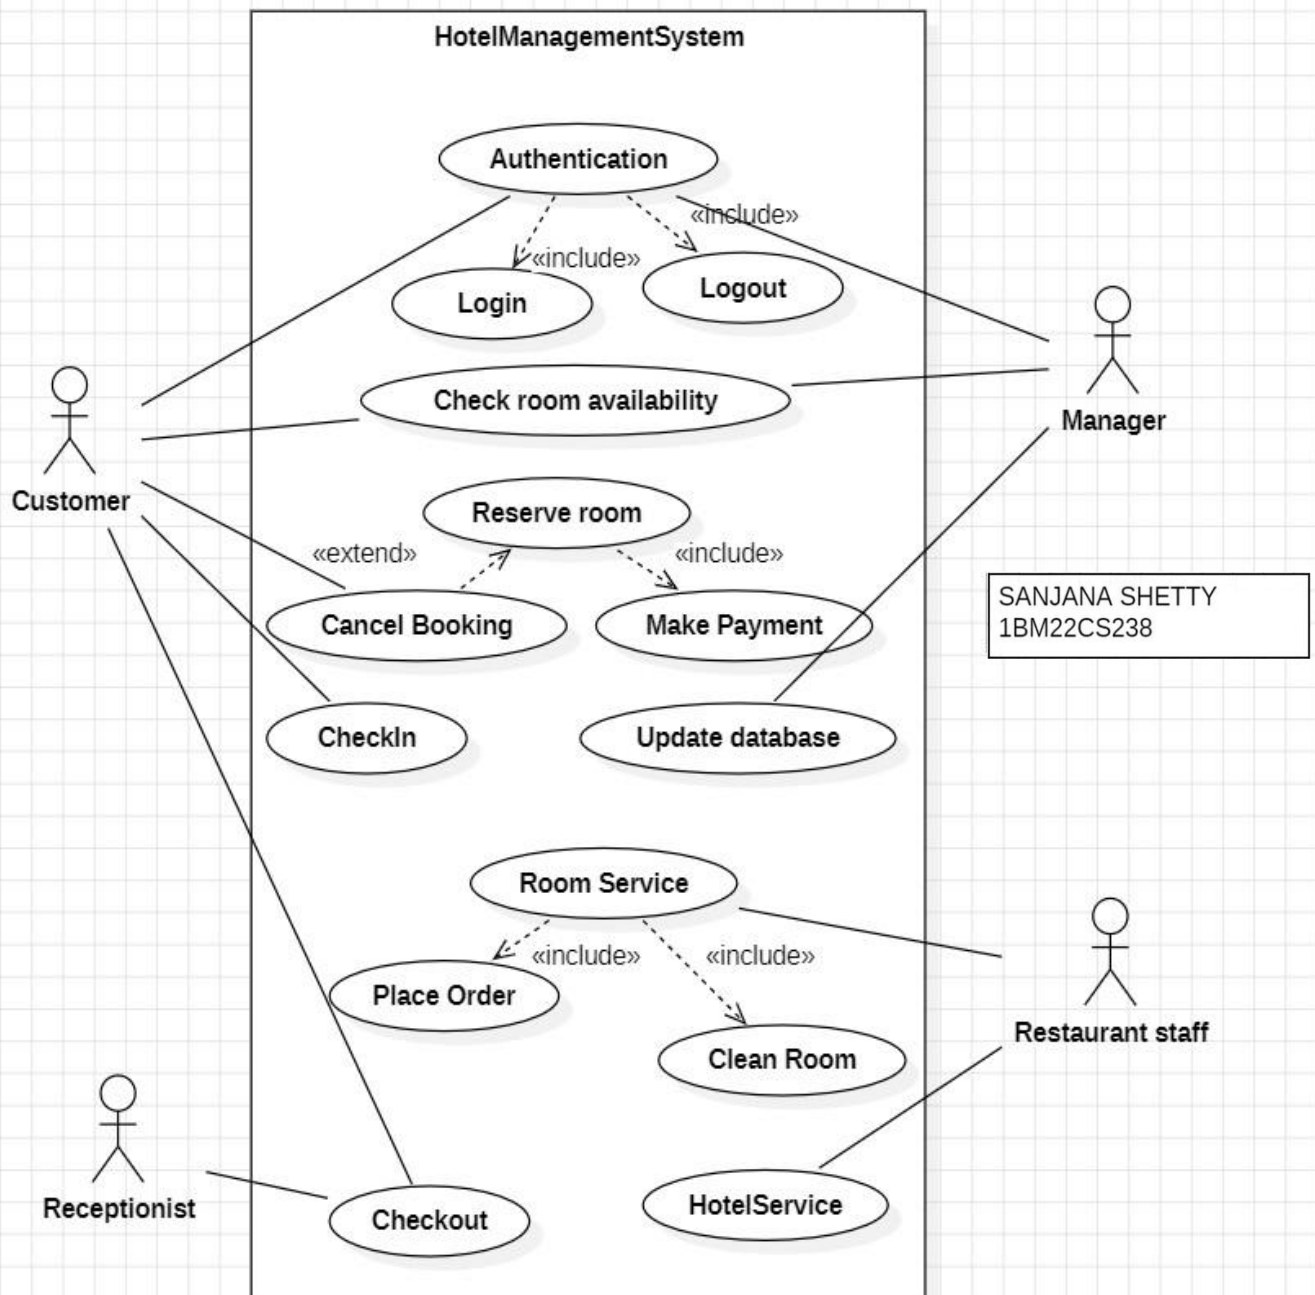 HotelManagementSystem
Authentication
«include»
«include»
Login
Logout
Check room availability
Manager
Customer
Reserve room
«extend»
«include»
Cancel Booking
Make Payment
SANJANA SHETTY
1BM22CS238
CheckIn
Update database
Room Service
«include»
«include»
Place Order
Restaurant staff
Clean Room
Receptionist
HotelService
Checkout